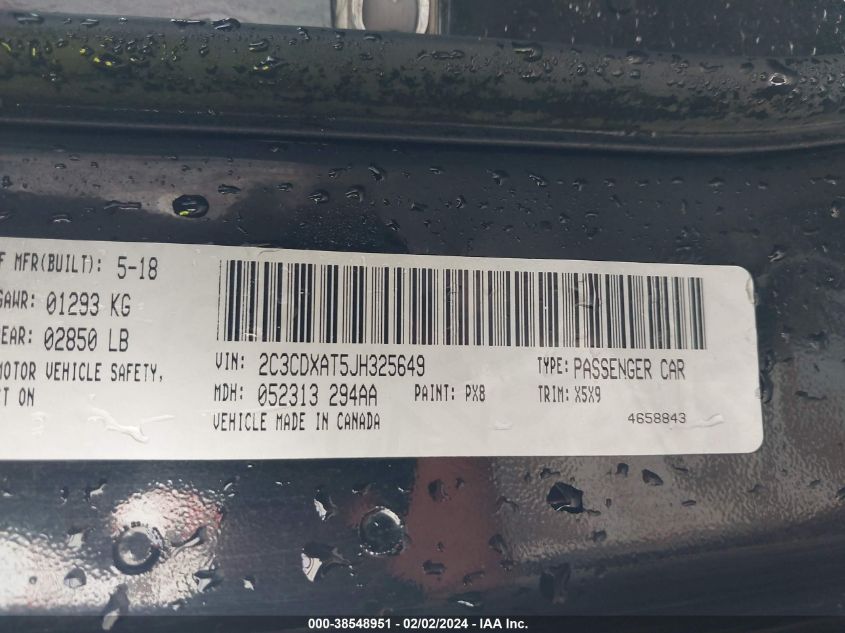 F MFR(BUILT): 5-18
GAWR: 01293 KG
EAR: 02850 LB
MOTOR VEHICLE SAFETY,
T ON
VIN: 2C3CDXAT5JH325649 TYPE: PASSENGER CAR
MDH: 052313 294AA PAINT: PX8 TRIM: X5X9
VEHICLE MADE IN CANADA 4658843
000-38548951 - 02/02/2024 - IAA Inc.